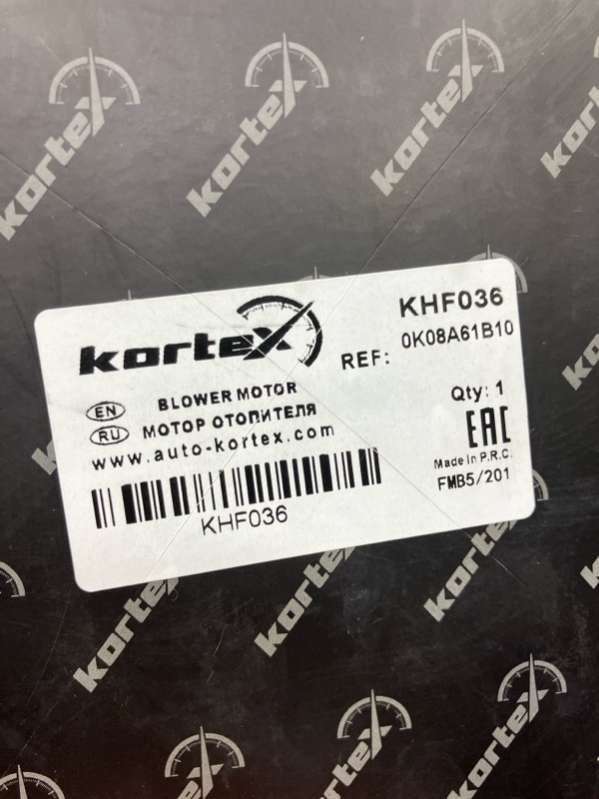 kortex
KHF036
REF: 0K08A61B10
EN BLOWER MOTOR
RU МОТОР ОТОПИТЕЛЯ
www.auto-kortex.com
Qty: 1
EAC
Made in P.R.C.
FMB5/201
KHF036
kortex
kortex
kortex
kortex
kortex
kortex
kortex
kortex
kortex